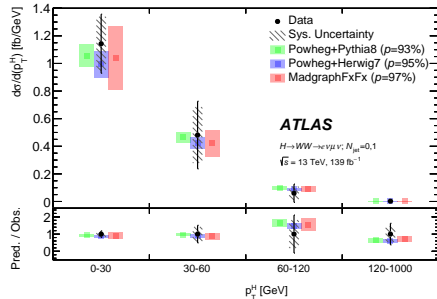 dσ/d(p_T^H) [fb/GeV]
1.4
1.2
1
0.8
0.6
0.4
0.2
0
Data
Sys. Uncertainty
Powheg+Pythia8 (p=93%)
Powheg+Herwig7 (p=95%)
MadgraphFxFx (p=97%)
ATLAS
H→WW→eνμν; N_jet=0,1
√s = 13 TeV, 139 fb⁻¹
Pred. / Obs.
2
1
0
0-30 30-60 60-120 120-1000
p_T^H [GeV]